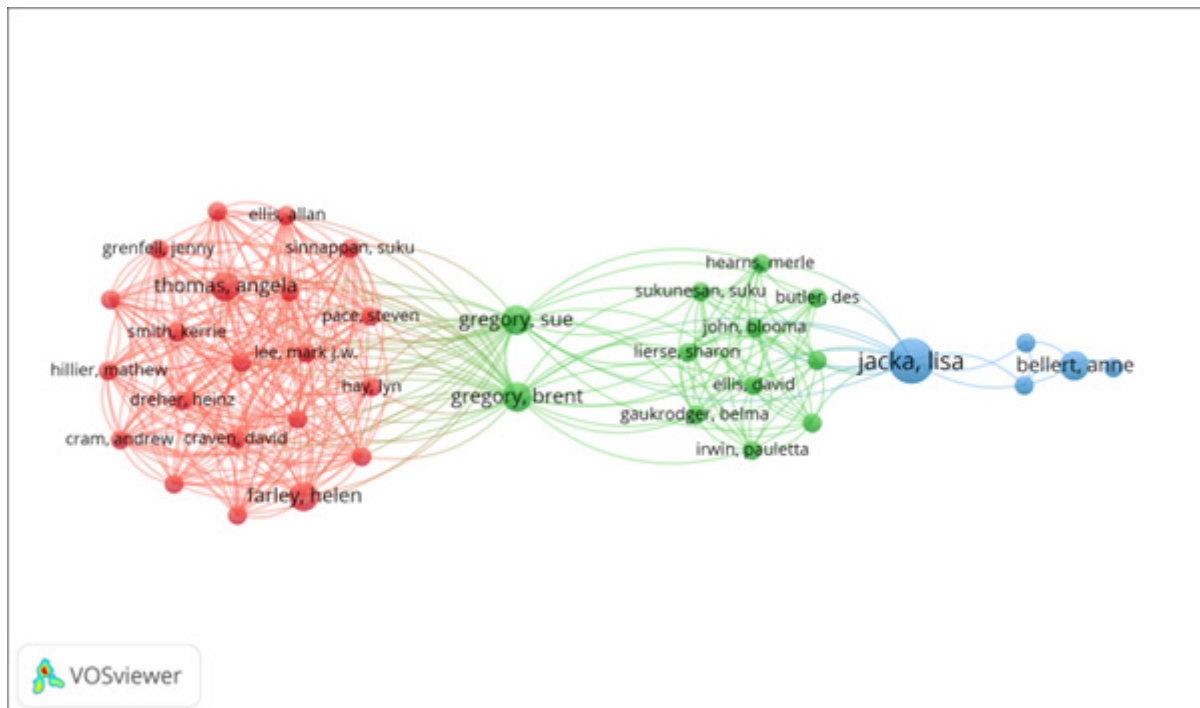 ellis, allan
grenfell, jenny
sinnappan, suku
thomas, angela
pace, steven
smith, kerrie
lee, mark j.w.
hillier, mathew
hay, lyn
dreher, heinz
cram, andrew
craven, david
farley, helen
gregory, sue
gregory, brent
hearns, merle
sukunesan, suku
butler, des
john, blooma
lierse, sharon
ellis, david
gaukrodger, belma
irwin, pauletta
jacka, lisa
bellert, anne
VOSviewer